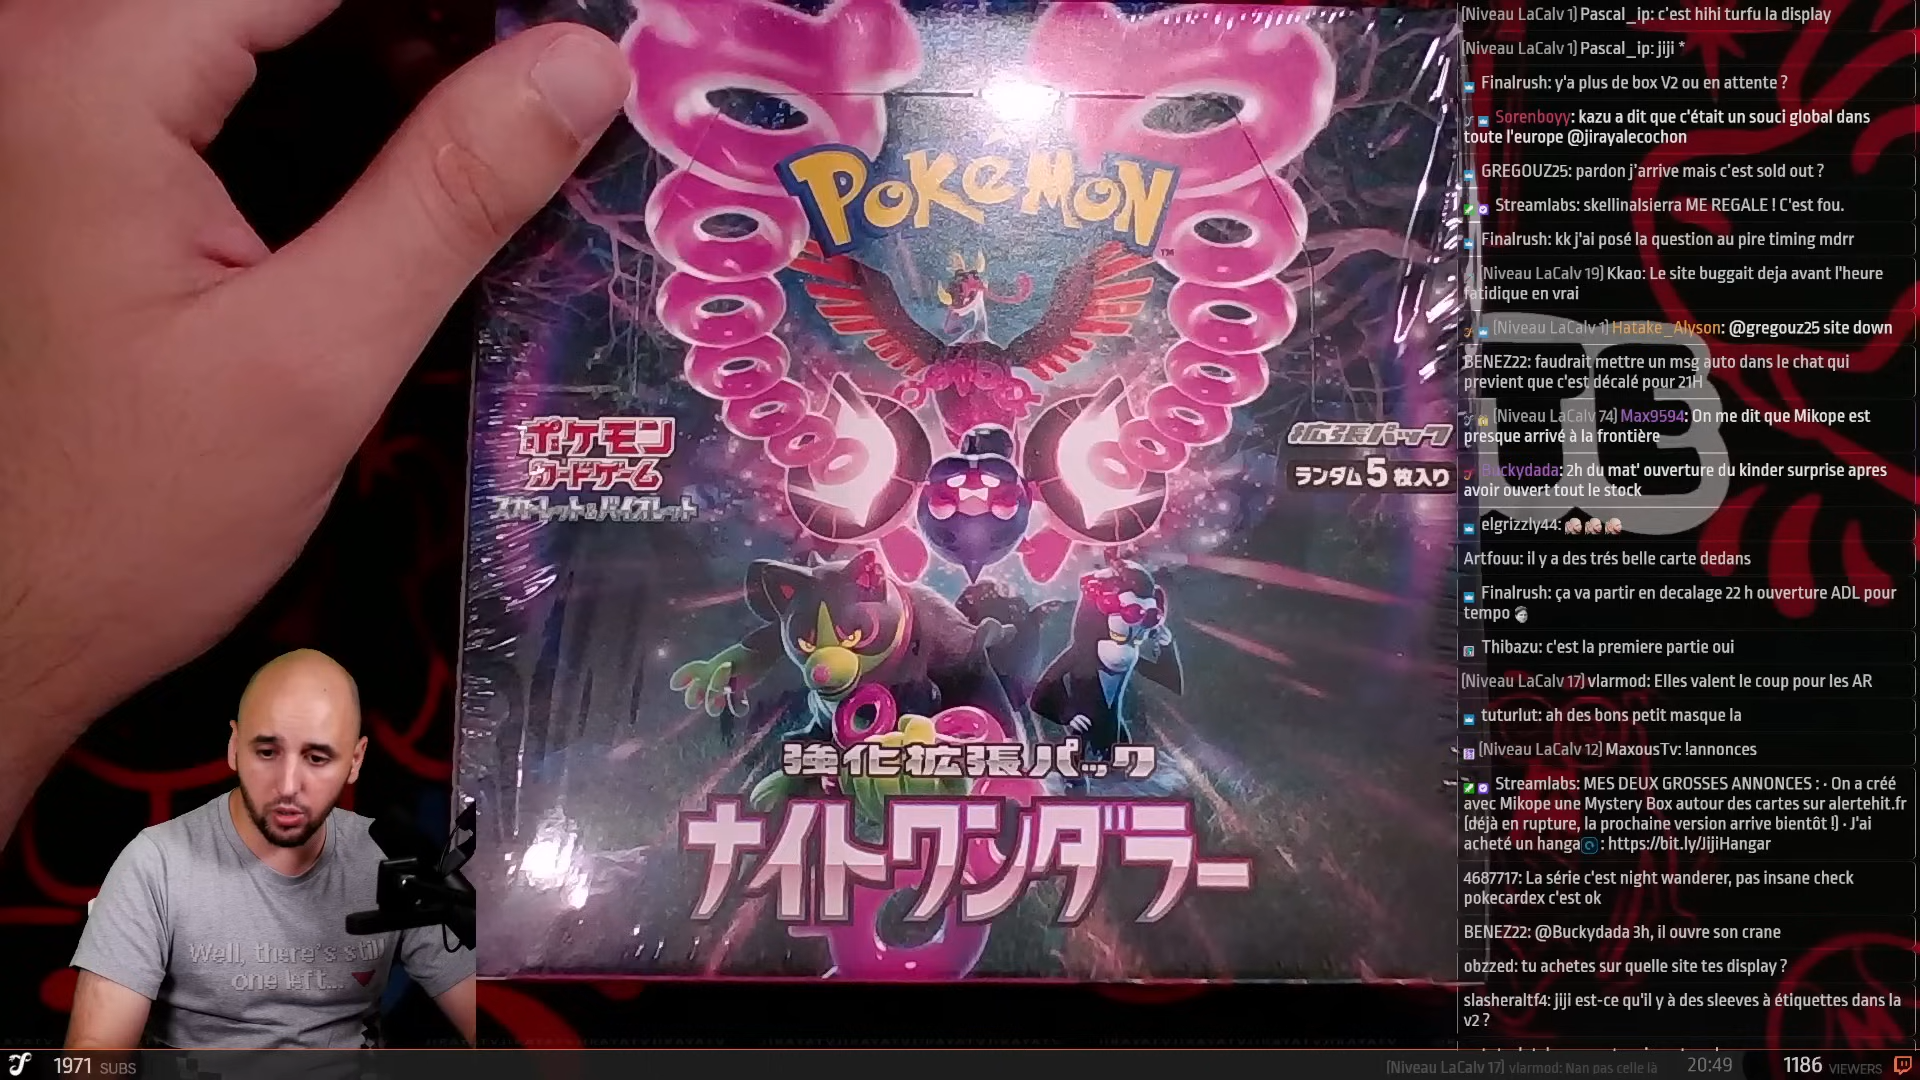 POKéMON
TM
ポケモン
カードゲーム
スカーレット&バイオレット
拡張パック
ランダム5枚入り
強化拡張パック
ナイトワンダラー
Well, there's still
one left...
[Niveau LaCalv 1] Pascal_ip: c'est hihi turfu la display
[Niveau LaCalv 1] Pascal_ip: jiji *
Finalrush: y'a plus de box V2 ou en attente ?
Sorenboyy: kazu a dit que c'était un souci global dans
toute l'europe @jirayalecochon
GREGOUZ25: pardon j'arrive mais c'est sold out ?
Streamlabs: skellinalsierra ME REGALE ! C'est fou.
Finalrush: kk j'ai posé la question au pire timing mdrr
[Niveau LaCalv 19] Kkao: Le site buggait deja avant l'heure
fatidique en vrai
[Niveau LaCalv 1] Hatake_Alyson: @gregouz25 site down
BENEZ22: faudrait mettre un msg auto dans le chat qui
previent que c'est décalé pour 21H
[Niveau LaCalv 74] Max9594: On me dit que Mikope est
presque arrivé à la frontière
Buckydada: 2h du mat' ouverture du kinder surprise apres
avoir ouvert tout le stock
elgrizzly44:
Artfouu: il y a des trés belle carte dedans
Finalrush: ça va partir en decalage 22 h ouverture ADL pour
tempo
Thibazu: c'est la premiere partie oui
[Niveau LaCalv 17] vlarmod: Elles valent le coup pour les AR
tuturlut: ah des bons petit masque la
[Niveau LaCalv 12] MaxousTv: !annonces
Streamlabs: MES DEUX GROSSES ANNONCES : · On a créé
avec Mikope une Mystery Box autour des cartes sur alertehit.fr
(déjà en rupture, la prochaine version arrive bientôt !) · J'ai
acheté un hanga : https://bit.ly/JijiHangar
4687717: La série c'est night wanderer, pas insane check
pokecardex c'est ok
BENEZ22: @Buckydada 3h, il ouvre son crane
obzzed: tu achetes sur quelle site tes display ?
slasheraltf4: jiji est-ce qu'il y à des sleeves à étiquettes dans la
v2 ?
1971 SUBS
[Niveau LaCalv 17] vlarmod: Nan pas celle là
20:49
1186 VIEWERS